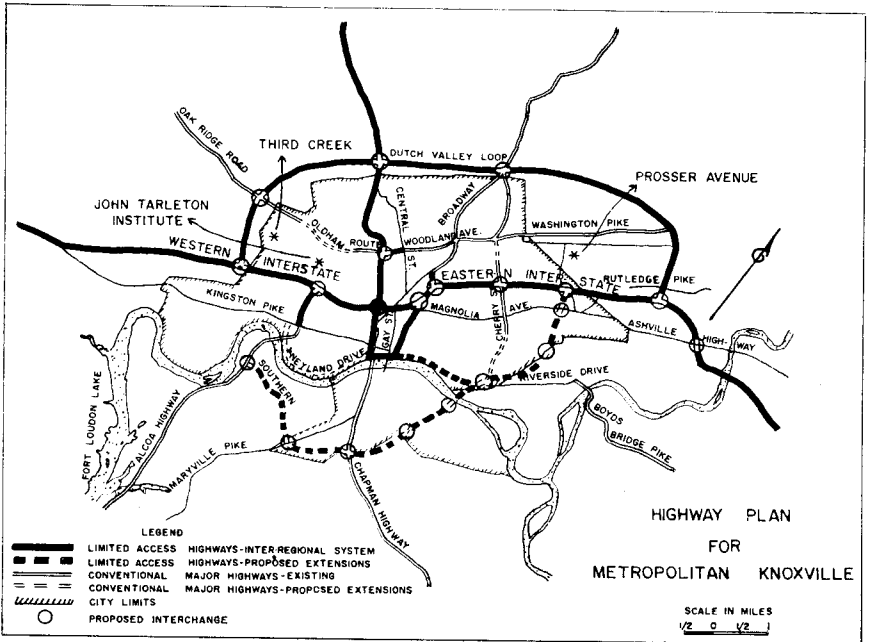 OAK RIDGE ROAD
THIRD CREEK
DUTCH VALLEY LOOP
PROSSER AVENUE
JOHN TARLETON
INSTITUTE
CENTRAL
ST.
BROADWAY
OLDHAM
ROUTE
WOODLAND AVE.
WASHINGTON PIKE
WESTERN
INTERSTATE
EASTERN INTERSTATE
RUTLEDGE PIKE
KINGSTON PIKE
MAGNOLIA AVE.
CHERRY
GAY ST.
ASHVILLE HIGH-WAY
NEYLAND DRIVE
RIVERSIDE DRIVE
SOUTHERN
BOYDS
BRIDGE PIKE
FORT LOUDON LAKE
ALCOA HIGHWAY
MARYVILLE PIKE
CHAPMAN HIGHWAY
HIGHWAY PLAN
FOR
METROPOLITAN KNOXVILLE
LEGEND
LIMITED ACCESS HIGHWAYS-INTER-REGIONAL SYSTEM
LIMITED ACCESS HIGHWAYS-PROPOSED EXTENSIONS
CONVENTIONAL MAJOR HIGHWAYS-EXISTING
CONVENTIONAL MAJOR HIGHWAYS-PROPOSED EXTENSIONS
CITY LIMITS
PROPOSED INTERCHANGE
SCALE IN MILES
1/2 0 1/2 1